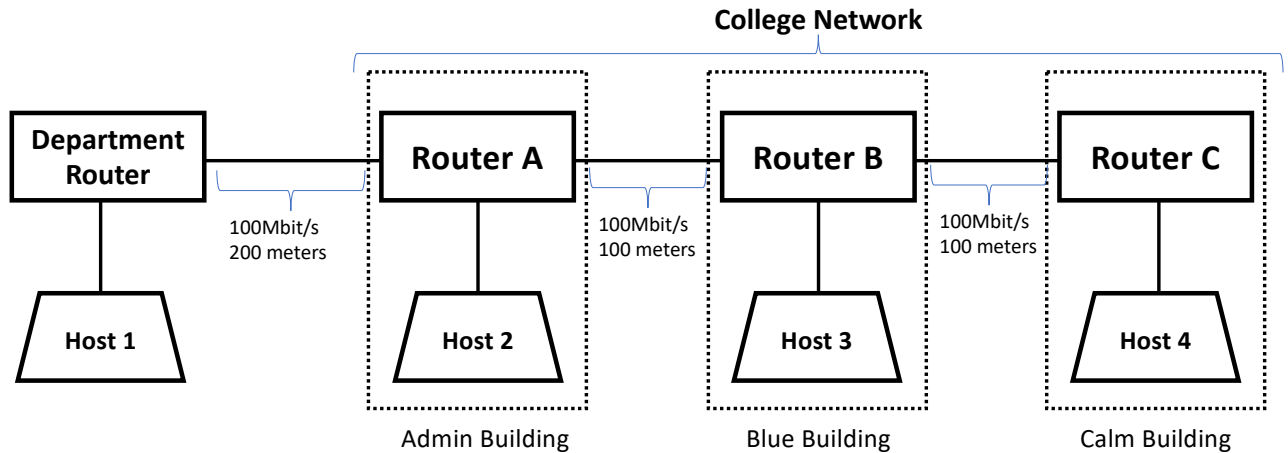 College Network
Department
Router
Router A
Router B
Router C
100Mbit/s
200 meters
100Mbit/s
100 meters
100Mbit/s
100 meters
Host 1
Host 2
Host 3
Host 4
Admin Building
Blue Building
Calm Building